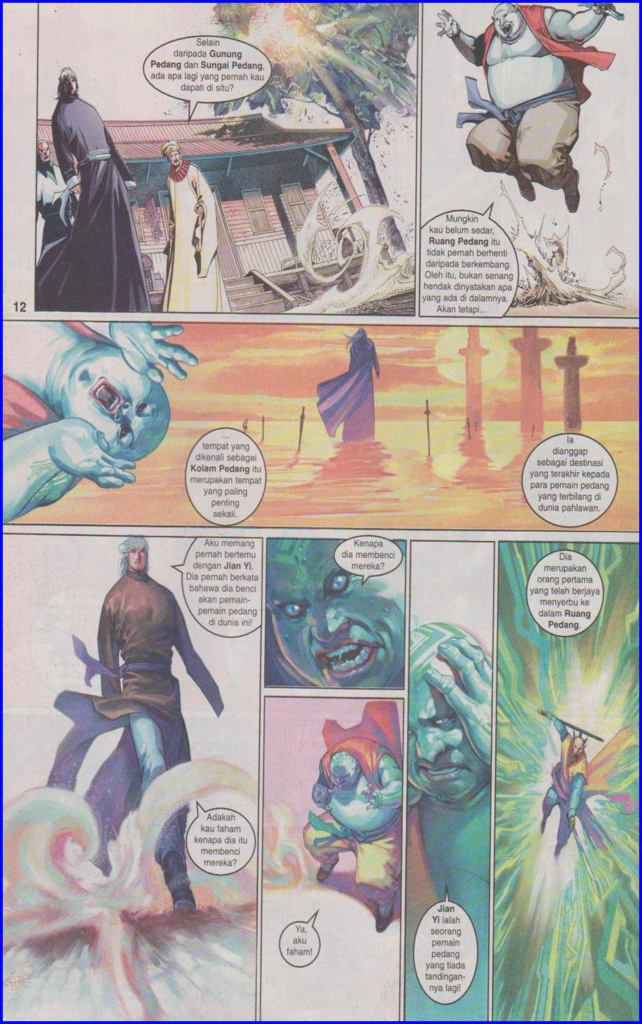 Selain
daripada Gunung
Pedang dan Sungai Pedang,
ada apa lagi yang pernah kau
dapati di situ?
Mungkin
kau belum sedar,
Ruang Pedang itu
tidak pernah berhenti
daripada berkembang.
Oleh itu, bukan senang
hendak dinyatakan apa
yang ada di dalamnya.
Akan tetapi...
12
...
tempat yang
dikenali sebagai
Kolam Pedang itu
merupakan tempat
yang paling
penting
sekali.
Ia
dianggap
sebagai destinasi
yang terakhir kepada
para pemain pedang
yang terbilang di
dunia pahlawan.
Aku memang
pernah bertemu
dengan Jian Yi.
Dia pernah berkata
bahawa dia benci
akan pemain-
pemain pedang
di dunia ini!
Adakah
kau faham
kenapa dia itu
membenci
mereka?
Kenapa
dia membenci
mereka?
Ya,
aku
faham!
Jian
Yi ialah
seorang
pemain
pedang
yang tiada
tandingan-
nya lagi!
Dia
merupakan
orang pertama
yang telah berjaya
menyerbu ke
dalam Ruang
Pedang.